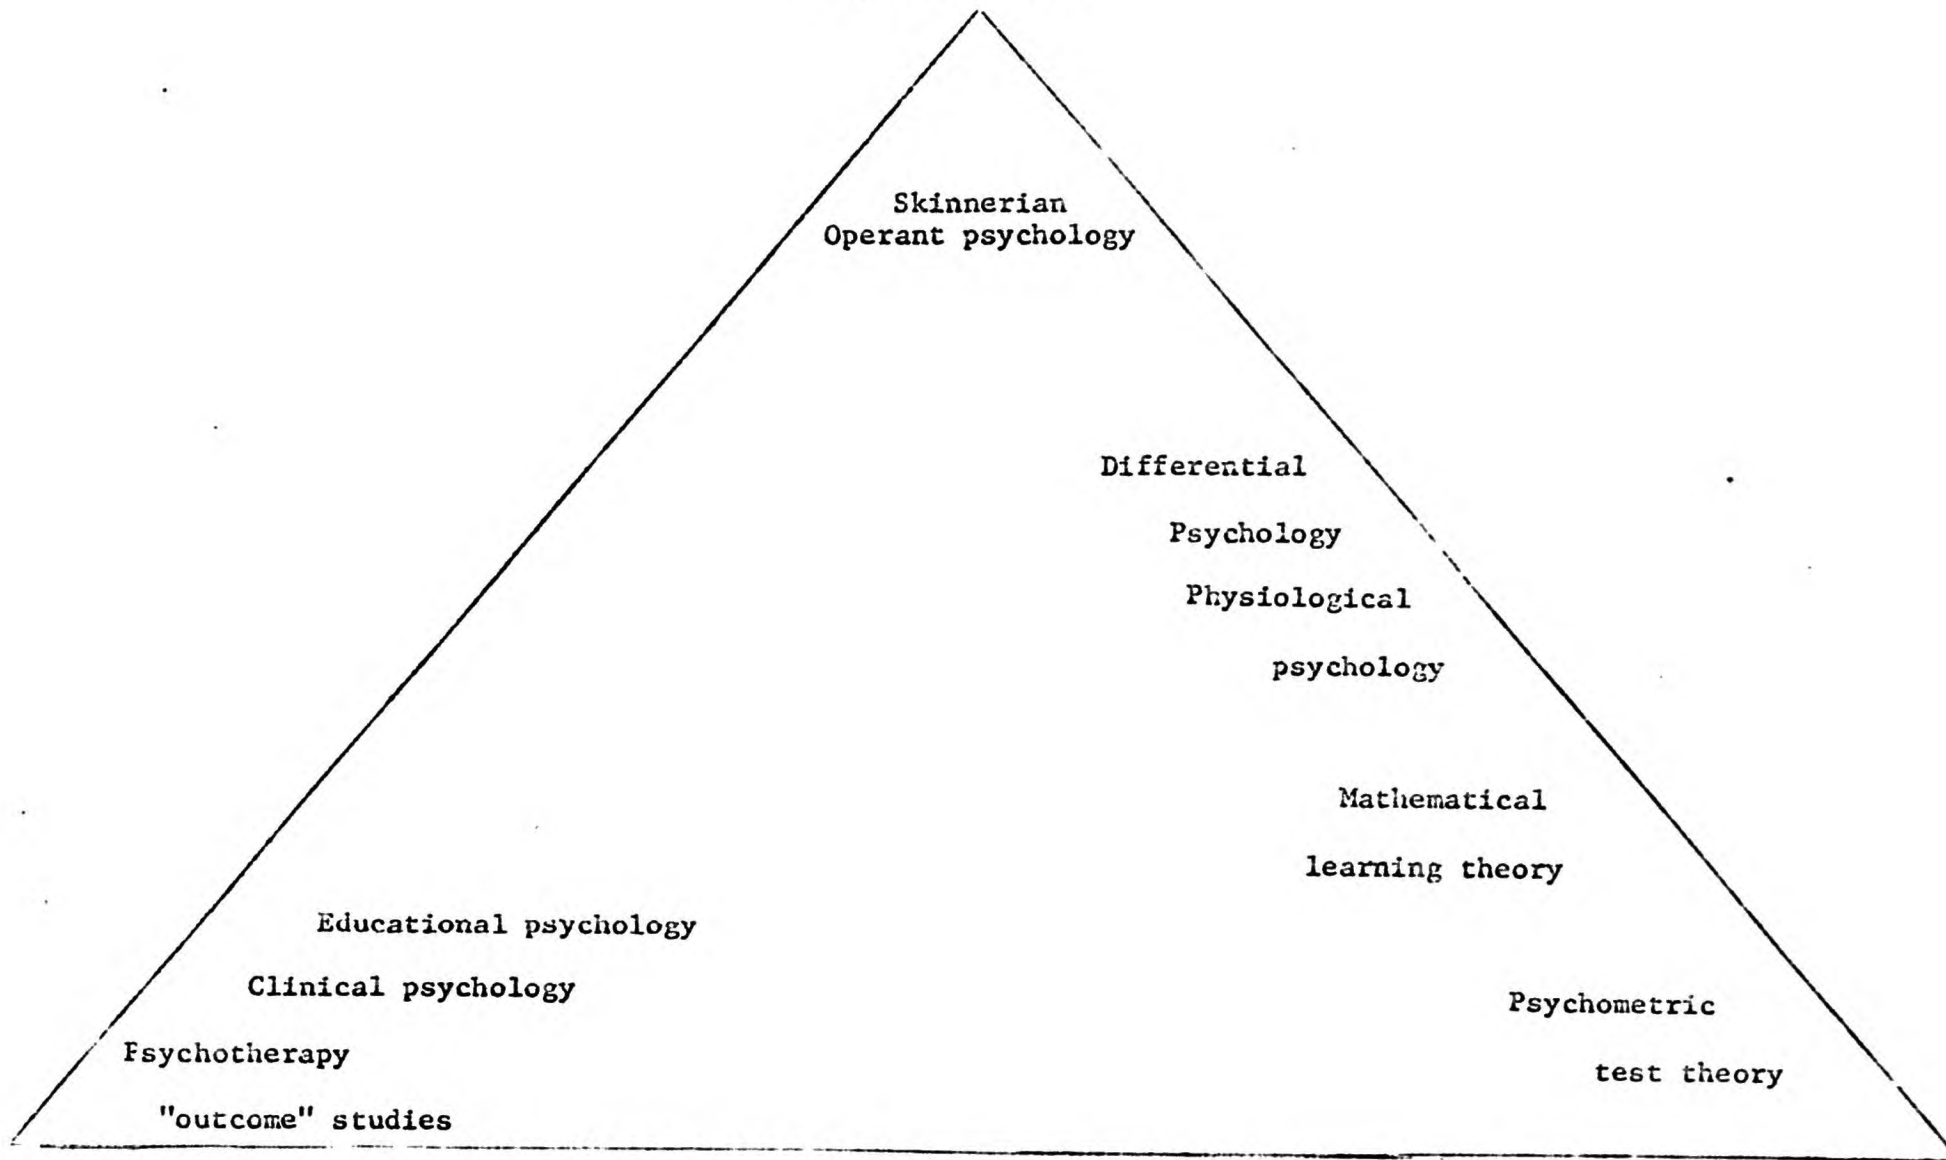 Skinnerian
Operant psychology
Differential
Psychology
Physiological
psychology
Mathematical
learning theory
Educational psychology
Clinical psychology
Psychotherapy
"outcome" studies
Psychometric
test theory